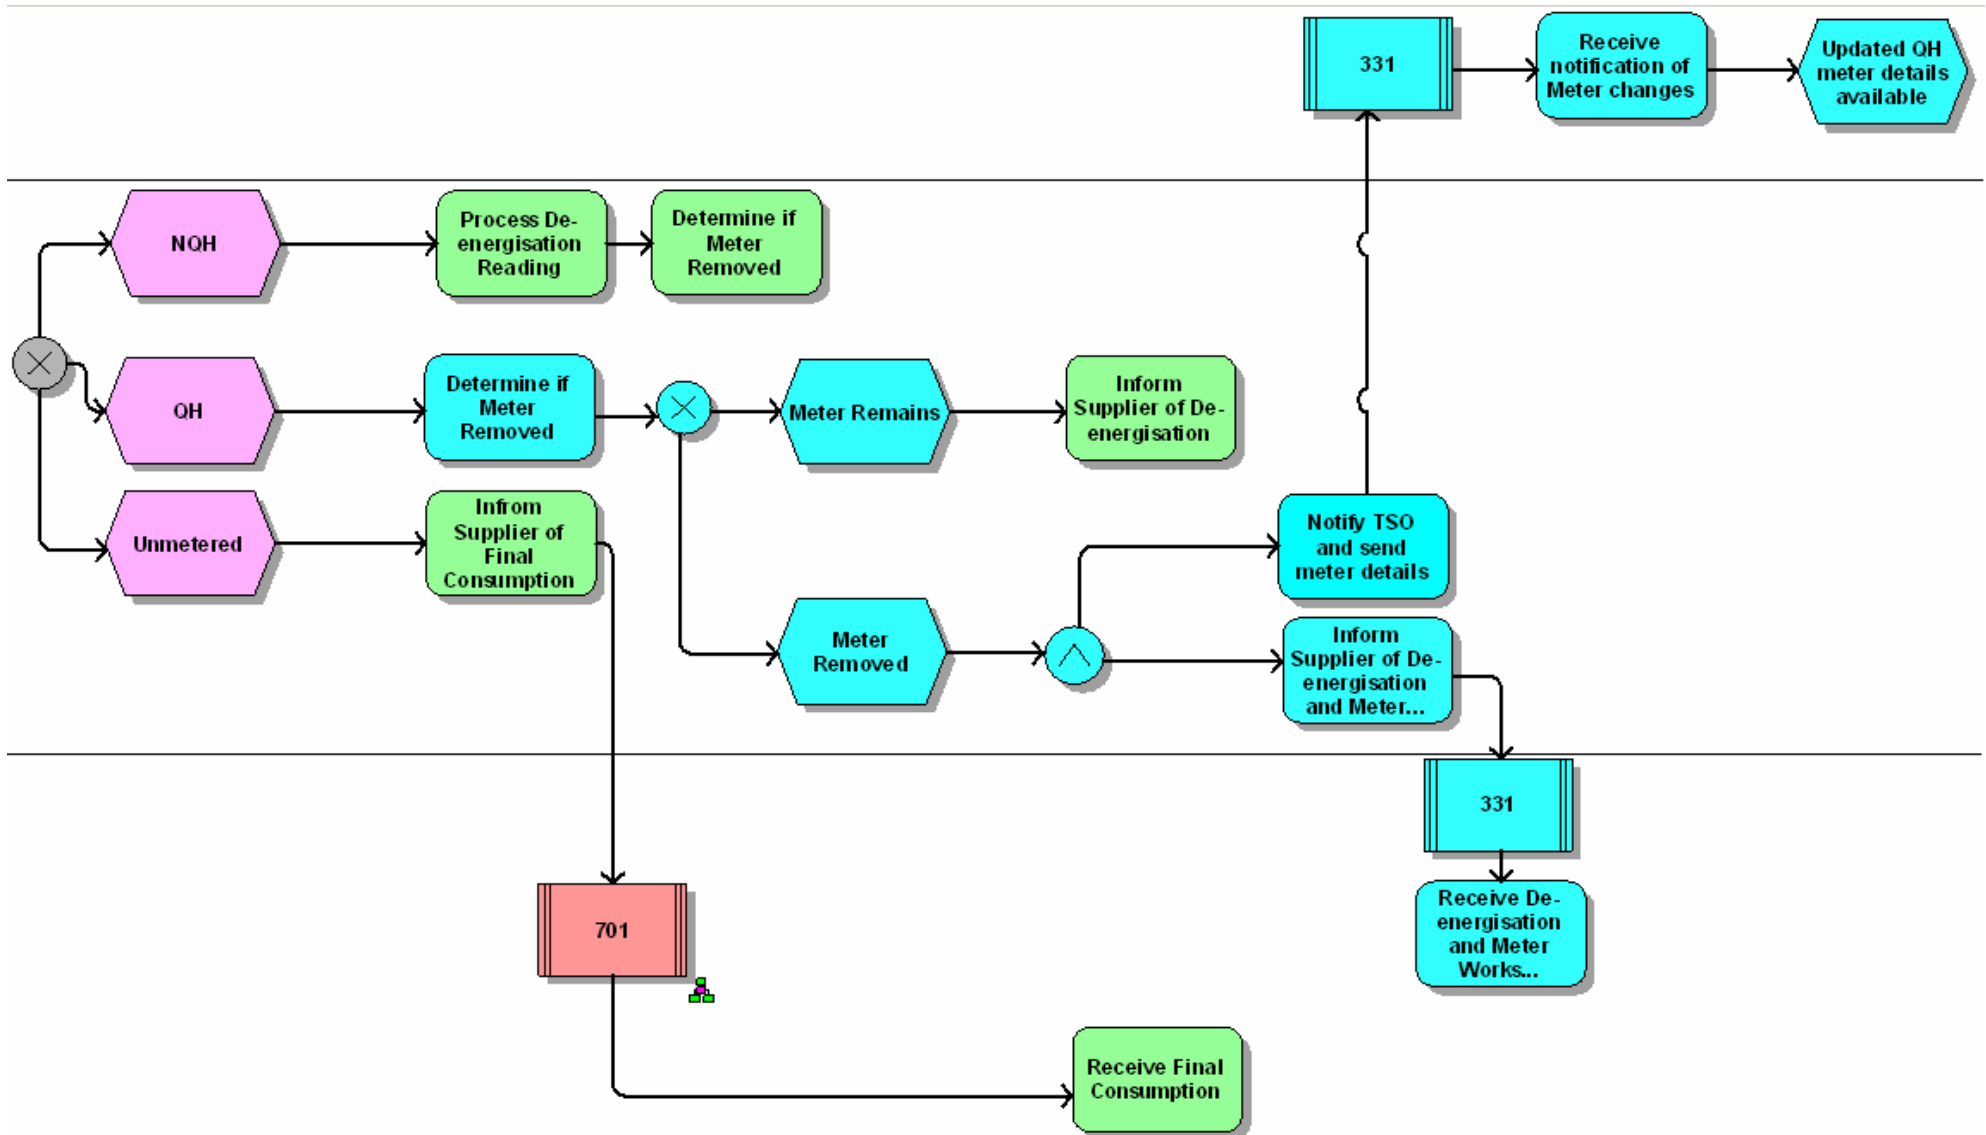 331
Receive
notification of
Meter changes
Updated QH
meter details
available
NQH
Process De-
energisation
Reading
Determine if
Meter
Removed
QH
Determine if
Meter
Removed
Meter Remains
Inform
Supplier of De-
energisation
Unmetered
Infrom
Supplier of
Final
Consumption
Notify TSO
and send
meter details
Meter
Removed
Inform
Supplier of De-
energisation
and Meter...
331
Receive De-
energisation
and Meter
Works...
701
Receive Final
Consumption